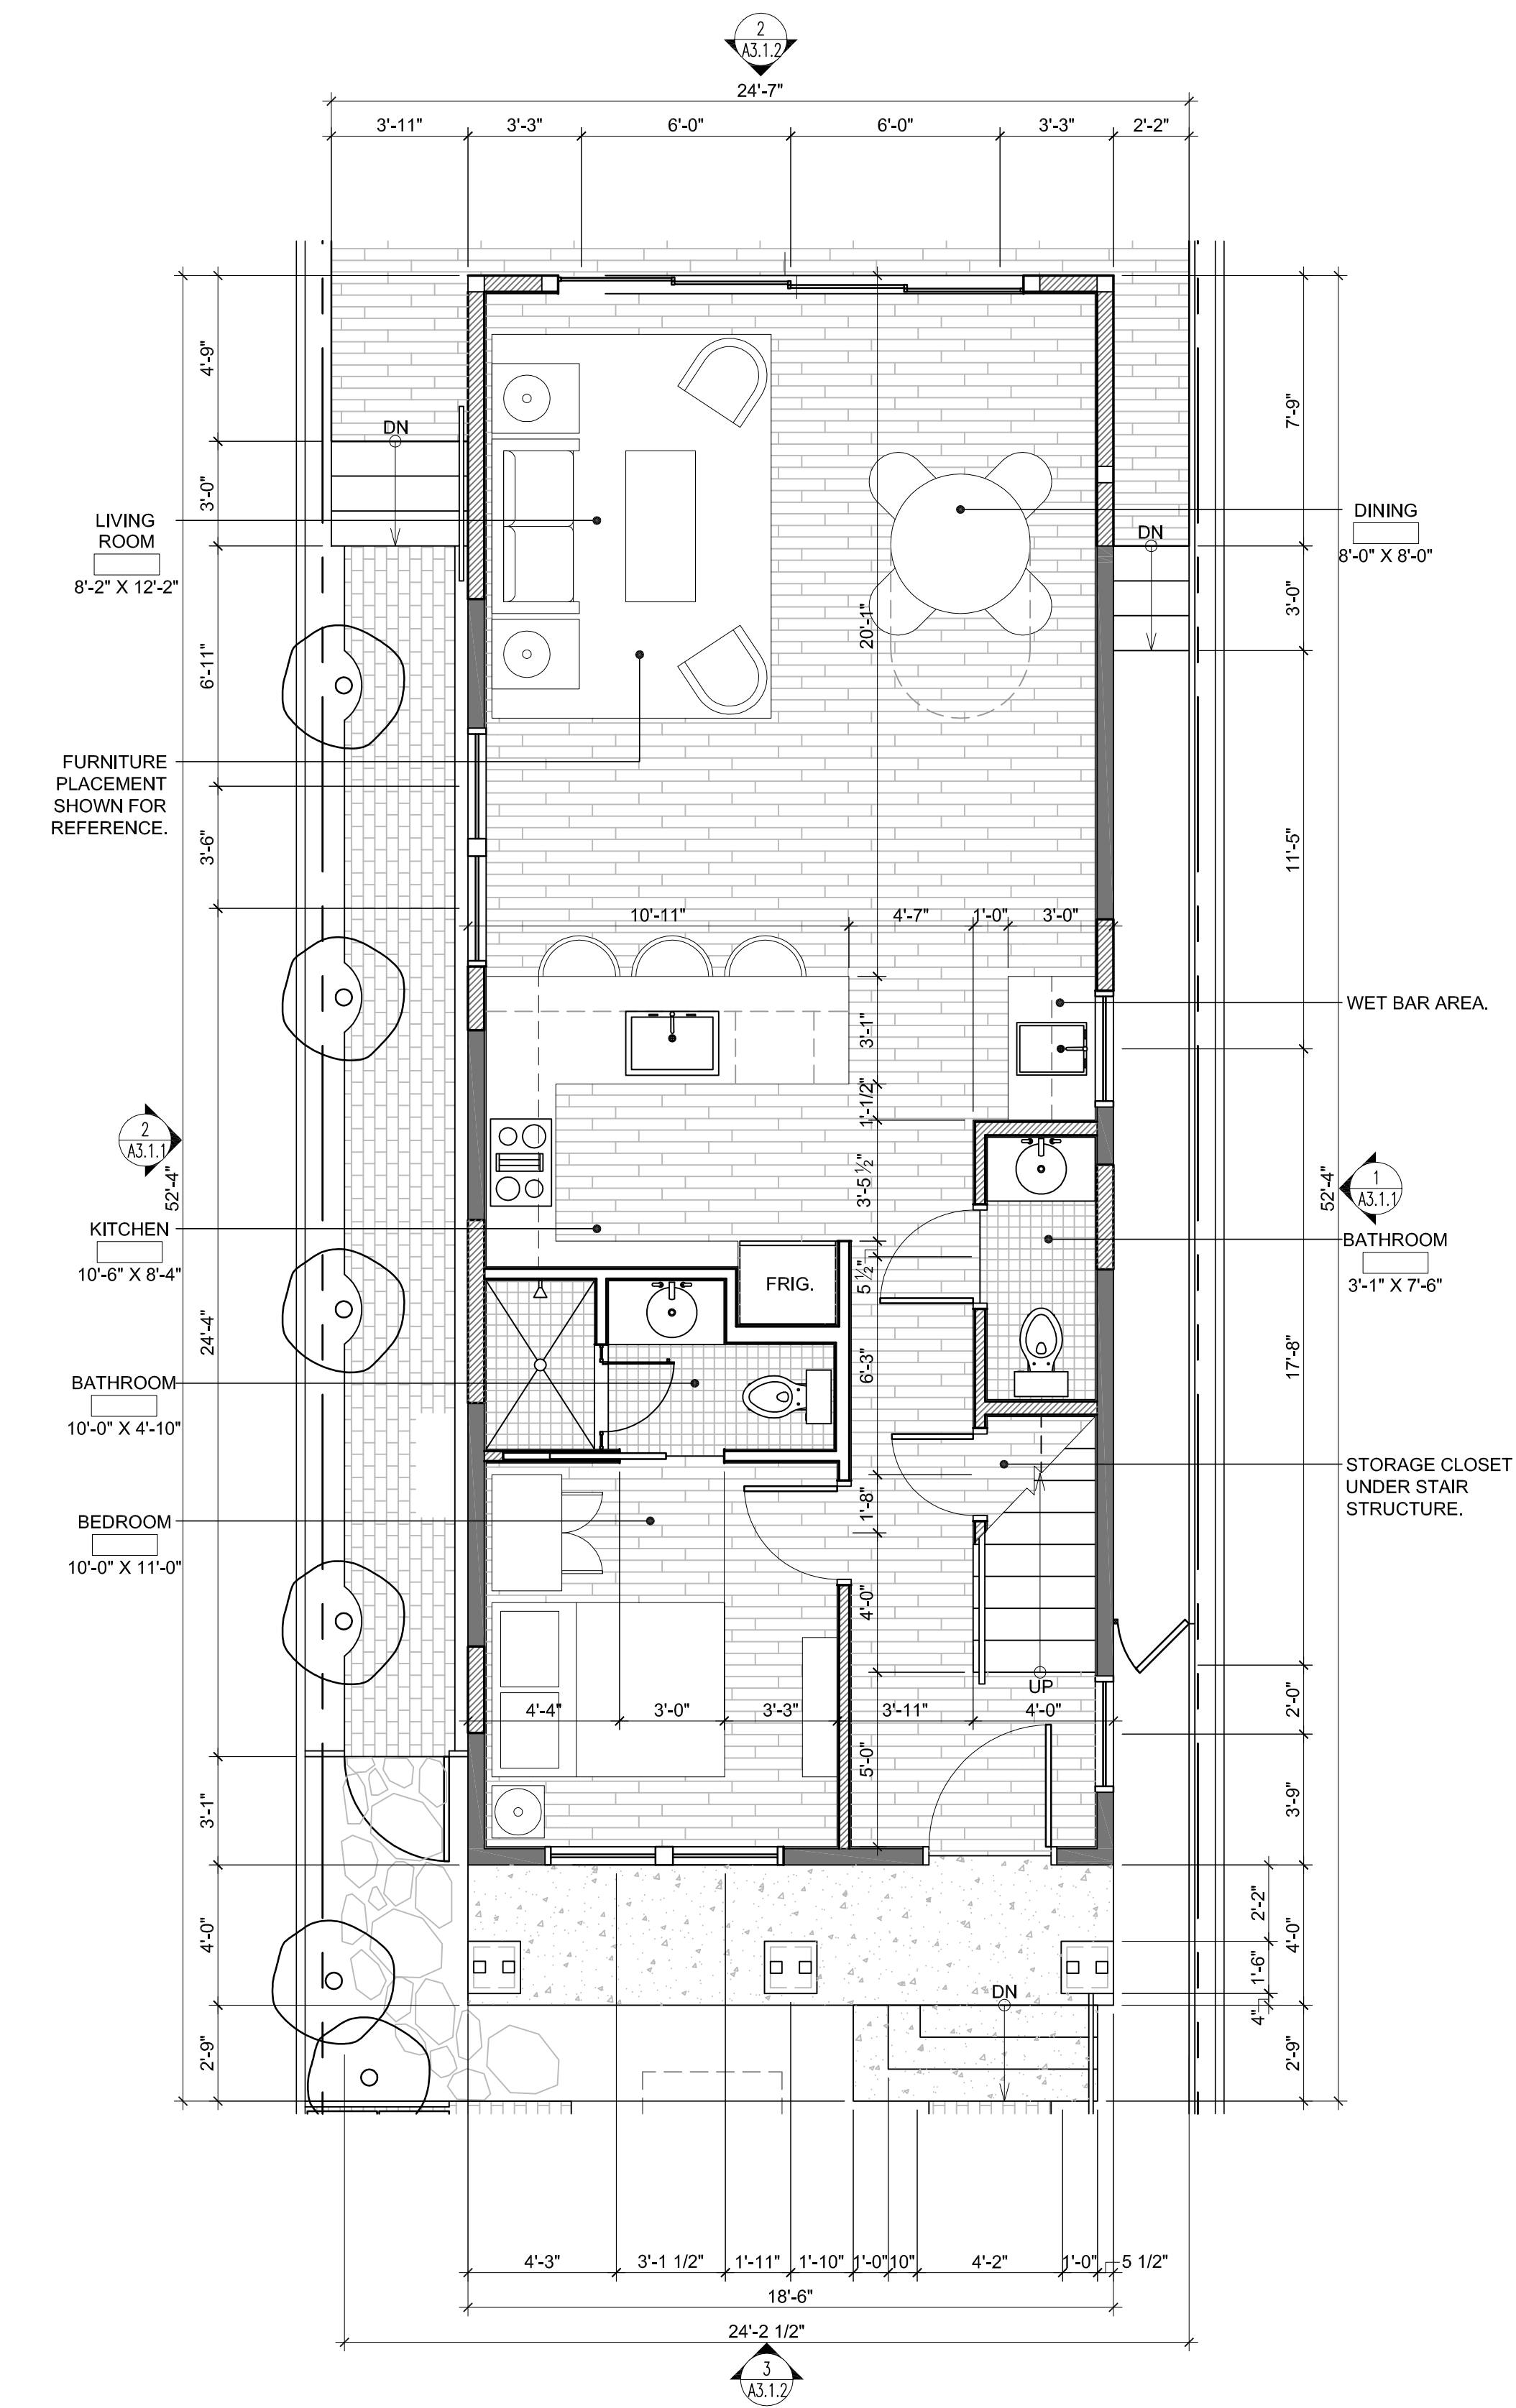 2
A3.1.2
24'-7"
3'-11"
3'-3"
6'-0"
6'-0"
3'-3"
2'-2"
4'-9"
7'-9"
DN
3'-0"
LIVING
ROOM
8'-2" X 12'-2"
DINING
8'-0" X 8'-0"
DN
3'-0"
20'-1"
6'-11"
FURNITURE
PLACEMENT
SHOWN FOR
REFERENCE.
3'-6"
11'-5"
10'-11"
4'-7"
1'-0"
3'-0"
WET BAR AREA.
3'-1"
1'-1/2"
2
A3.1.1
52'-4"
3'-5 ½"
52'-4"
1
A3.1.1
KITCHEN
10'-6" X 8'-4"
BATHROOM
3'-1" X 7'-6"
5 ½"
FRIG.
24'-4"
6'-3"
17'-8"
BATHROOM
10'-0" X 4'-10"
STORAGE CLOSET
UNDER STAIR
STRUCTURE.
1'-8"
BEDROOM
10'-0" X 11'-0"
4'-0"
UP
4'-4"
3'-0"
3'-3"
3'-11"
4'-0"
2'-0"
5'-0"
3'-1"
3'-9"
2'-2"
4'-0"
4'-0"
1'-6"
DN
4"
2'-9"
2'-9"
4'-3"
3'-1 1/2"
1'-11"
1'-10"
1'-0"
10"
4'-2"
1'-0"
5 1/2"
18'-6"
24'-2 1/2"
3
A3.1.2